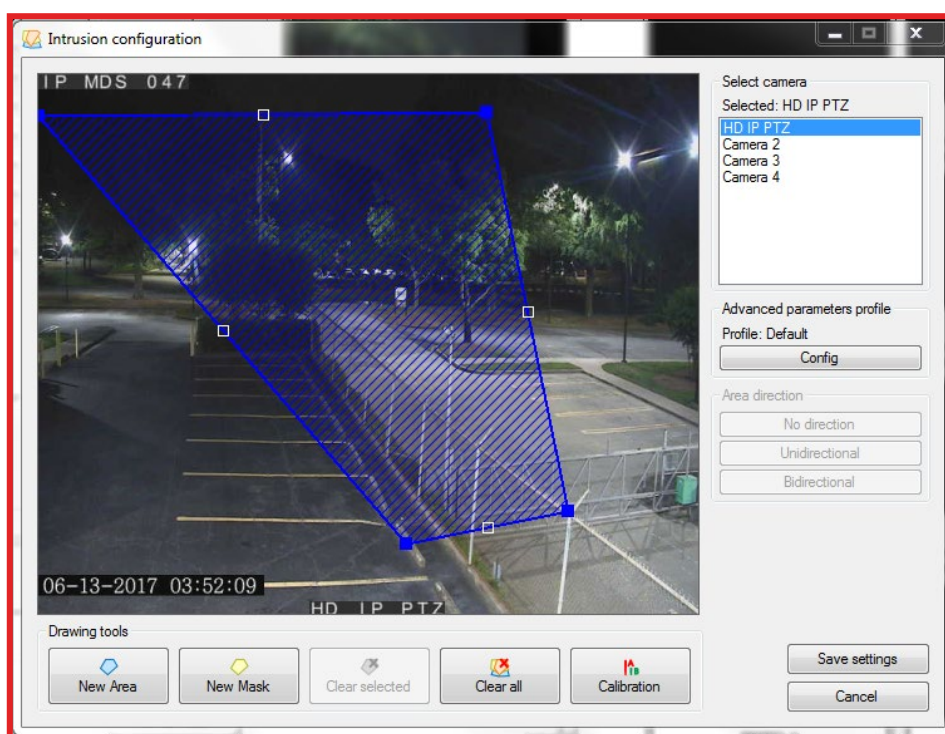 Intrusion configuration
IP MDS 047
06-13-2017 03:52:09
HD IP PTZ
Select camera
Selected: HD IP PTZ
HD IP PTZ
Camera 2
Camera 3
Camera 4
Advanced parameters profile
Profile: Default
Config
Area direction
No direction
Unidirectional
Bidirectional
Drawing tools
New Area
New Mask
Clear selected
Clear all
Calibration
Save settings
Cancel